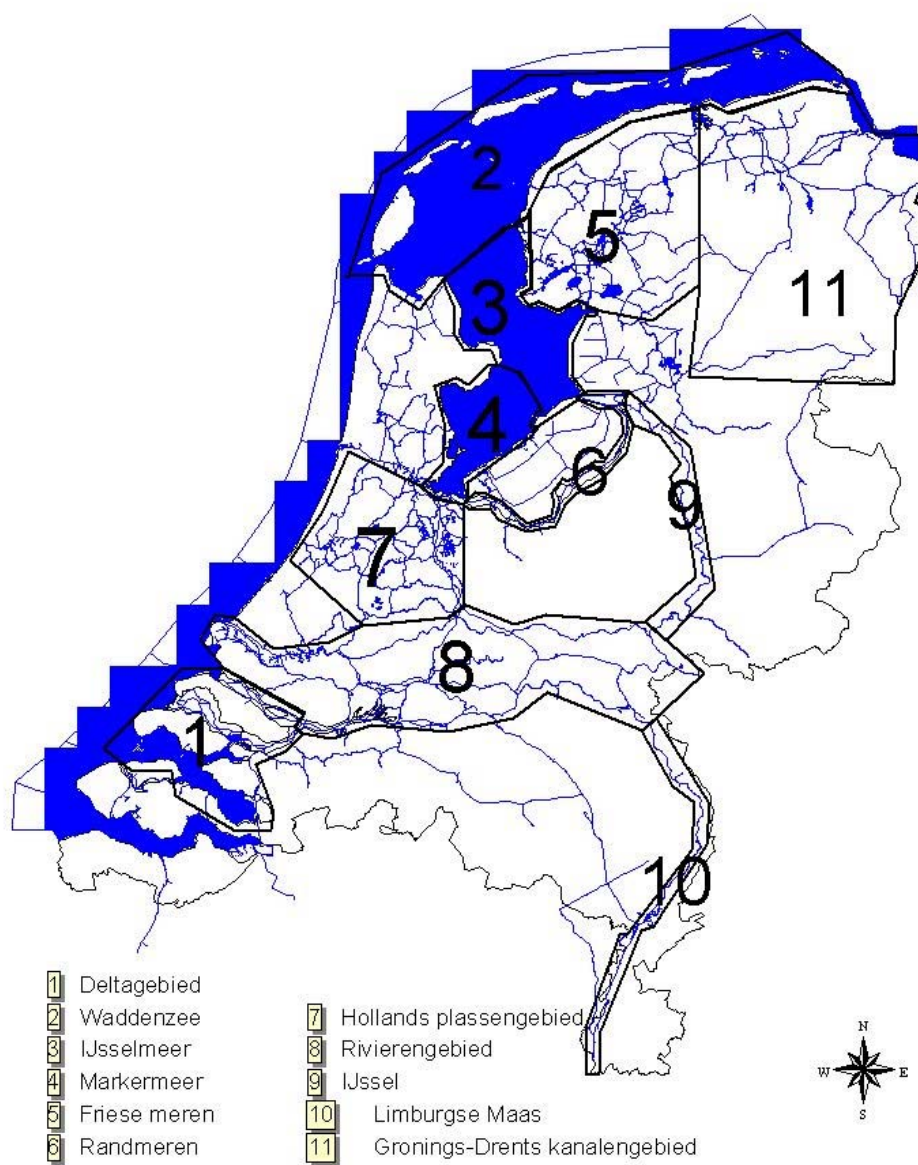 2
5
3
11
4
6
9
7
8
1
10
1 Deltagebied
2 Waddenzee
3 IJsselmeer
4 Markermeer
5 Friese meren
6 Randmeren
7 Hollands plassengebied
8 Rivierengebied
9 IJssel
10 Limburgse Maas
11 Gronings-Drents kanalengebied
N
W E
S